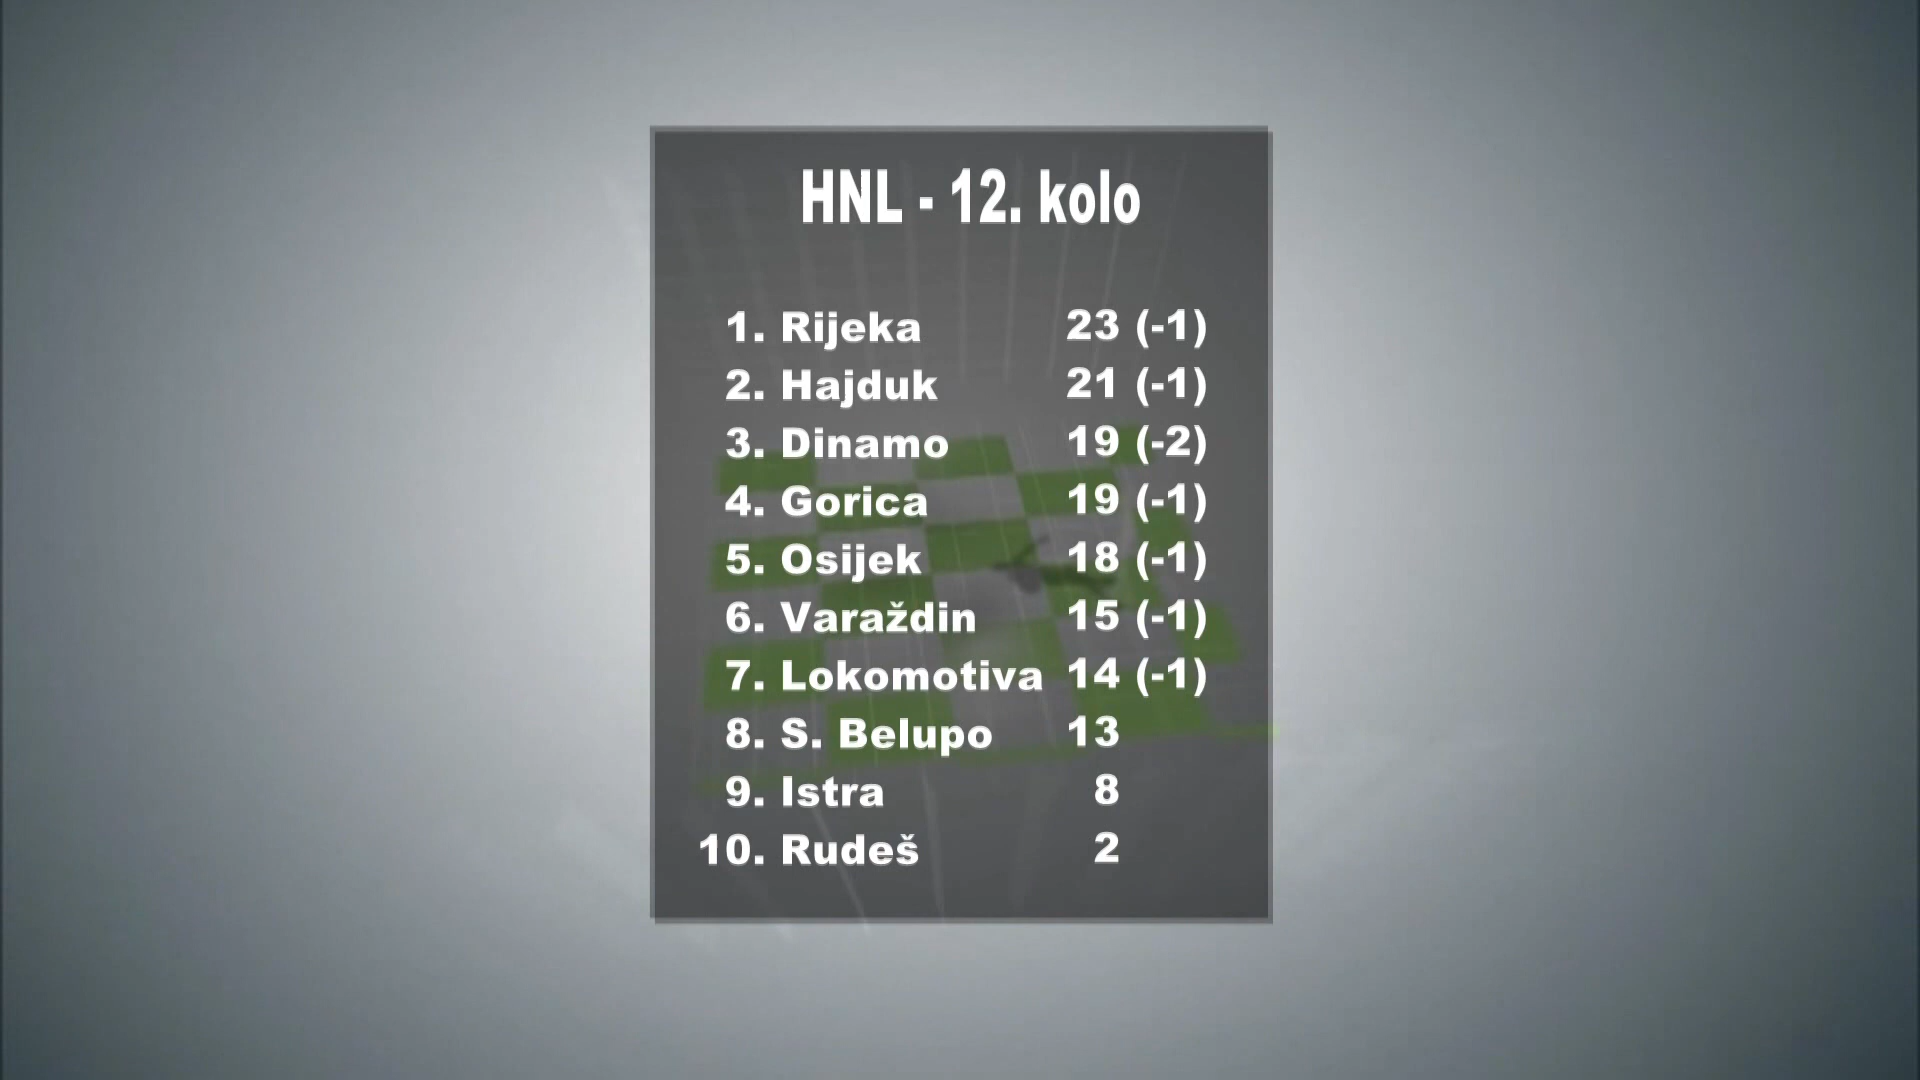 HNL - 12. kolo
1. Rijeka 23 (-1)
2. Hajduk 21 (-1)
3. Dinamo 19 (-2)
4. Gorica 19 (-1)
5. Osijek 18 (-1)
6. Varaždin 15 (-1)
7. Lokomotiva 14 (-1)
8. S. Belupo 13
9. Istra 8
10. Rudeš 2